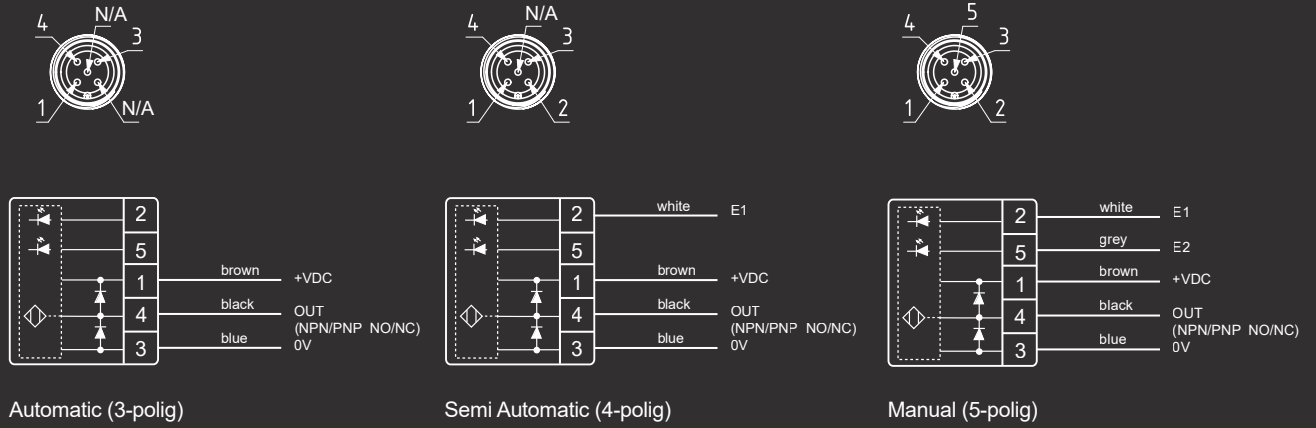 N/A
4
3
1
N/A
2
5
1
brown
+VDC
4
black
OUT
(NPN/PNP NO/NC)
3
blue
0V
Automatic (3-polig)
N/A
4
3
1
2
2
white
E1
5
1
brown
+VDC
4
black
OUT
(NPN/PNP NO/NC)
3
blue
0V
Semi Automatic (4-polig)
5
4
3
1
2
2
white
E1
5
grey
E2
1
brown
+VDC
4
black
OUT
(NPN/PNP NO/NC)
3
blue
0V
Manual (5-polig)